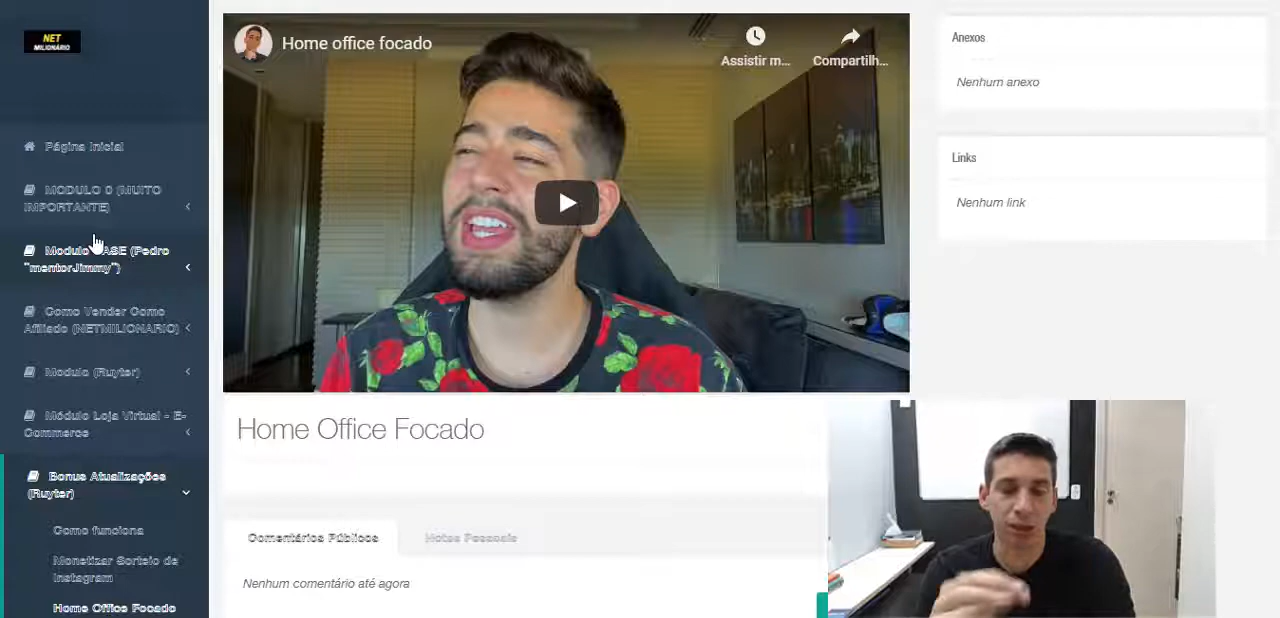 NET
MILIONÁRIO
Página Inicial
MODULO 0 (MUITO
IMPORTANTE)
Modulo (Pedro
"mentorJimmy")
Como Vender Como
Afiliado (NETMILIONARIO)
Modulo (Ruyter)
Módulo Loja Virtual - E-
Commerce
Bonus Atualizações
(Ruyter)
Como funciona
Monetizar Sorteio de
Instagram
Home Office Focado
Home office focado
Assistir m...
Compartilh...
Home Office Focado
Comentários Públicos
Notas Pessoais
Nenhum comentário até agora
Anexos
Nenhum anexo
Links
Nenhum link